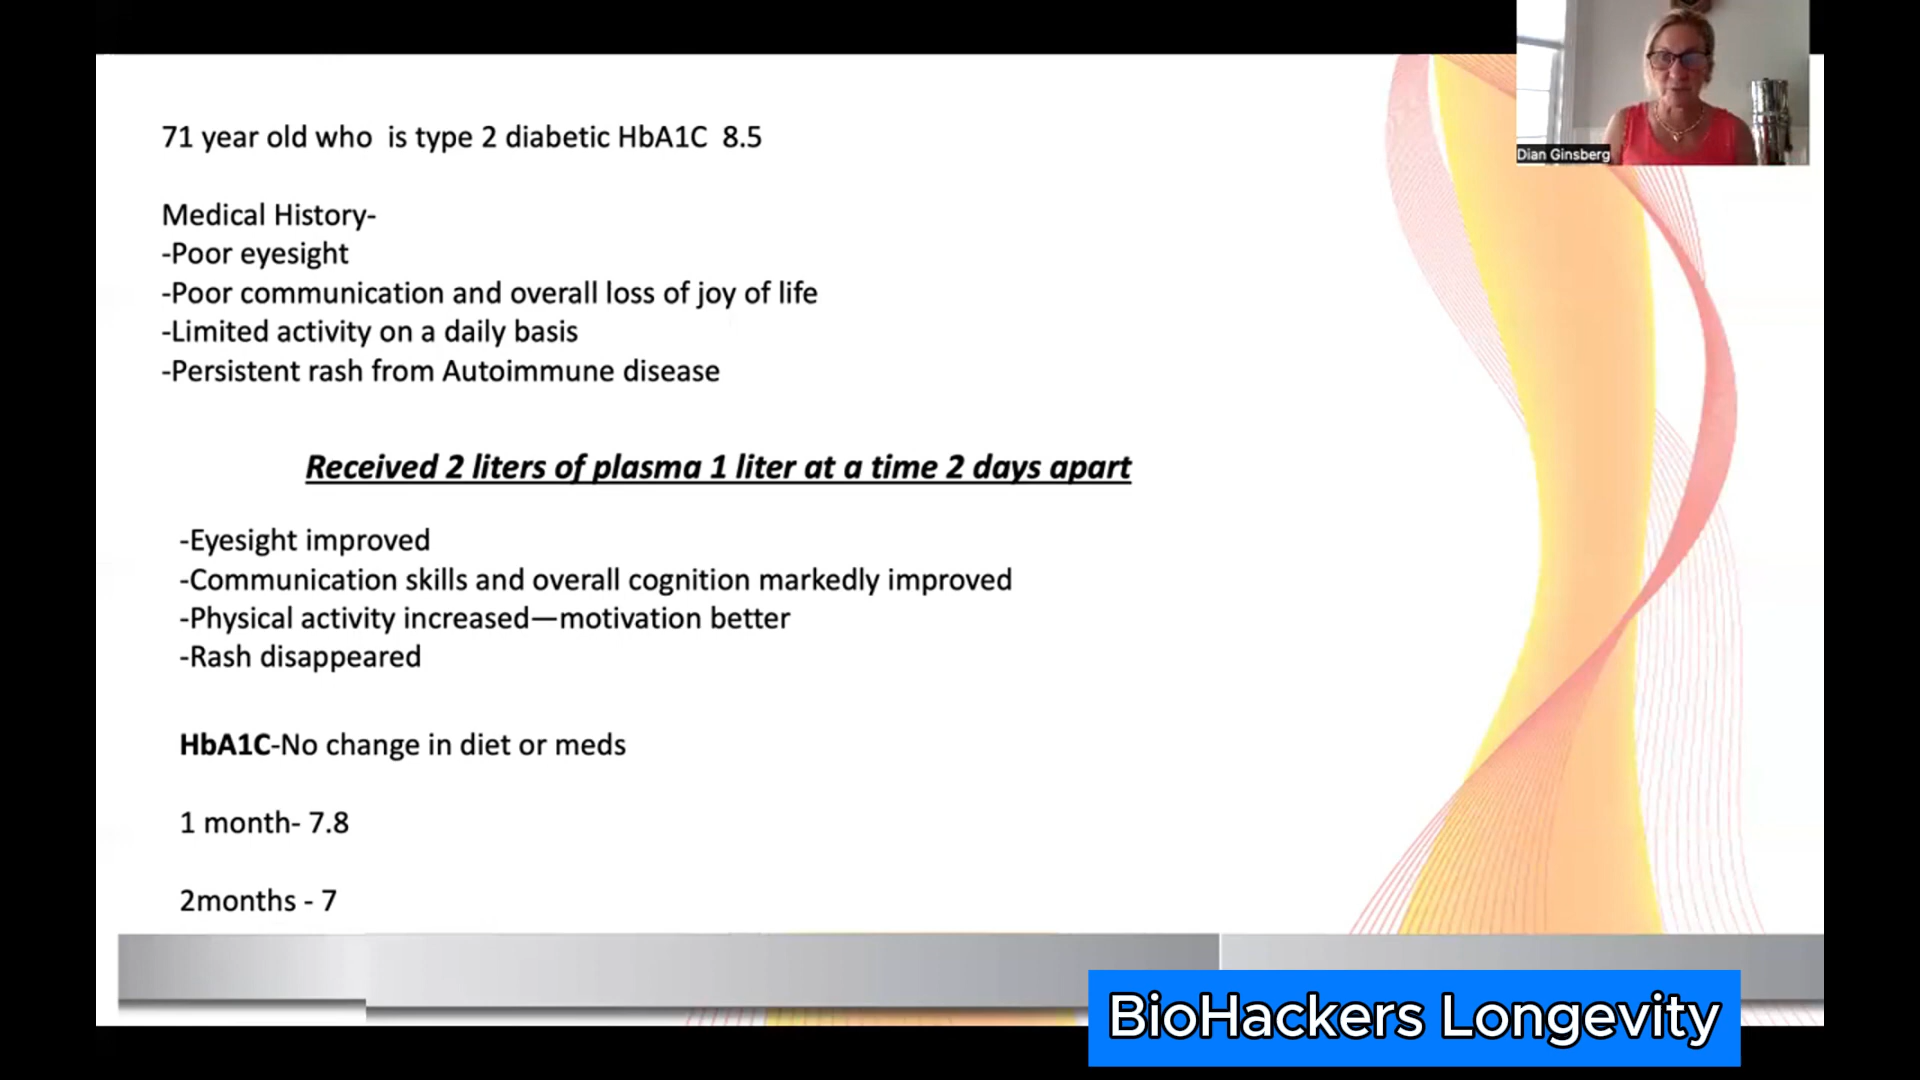 71 year old who is type 2 diabetic HbA1C 8.5
Medical History-
-Poor eyesight
-Poor communication and overall loss of joy of life
-Limited activity on a daily basis
-Persistent rash from Autoimmune disease
Received 2 liters of plasma 1 liter at a time 2 days apart
-Eyesight improved
-Communication skills and overall cognition markedly improved
-Physical activity increased—motivation better
-Rash disappeared
HbA1C-No change in diet or meds
1 month- 7.8
2months - 7
Dian Ginsberg
BioHackers Longevity